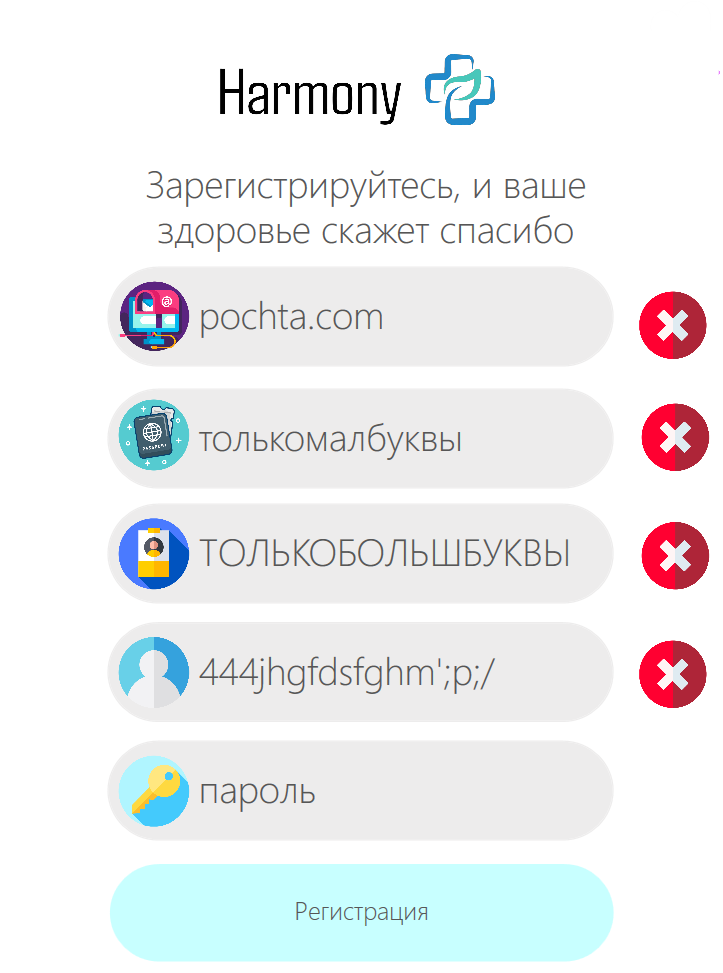 Harmony
Зарегистрируйтесь, и ваше
здоровье скажет спасибо
pochta.com
толькомалбуквы
ТОЛЬКОБОЛЬШБУКВЫ
444jhgfdsfghm';p;/
пароль
Регистрация